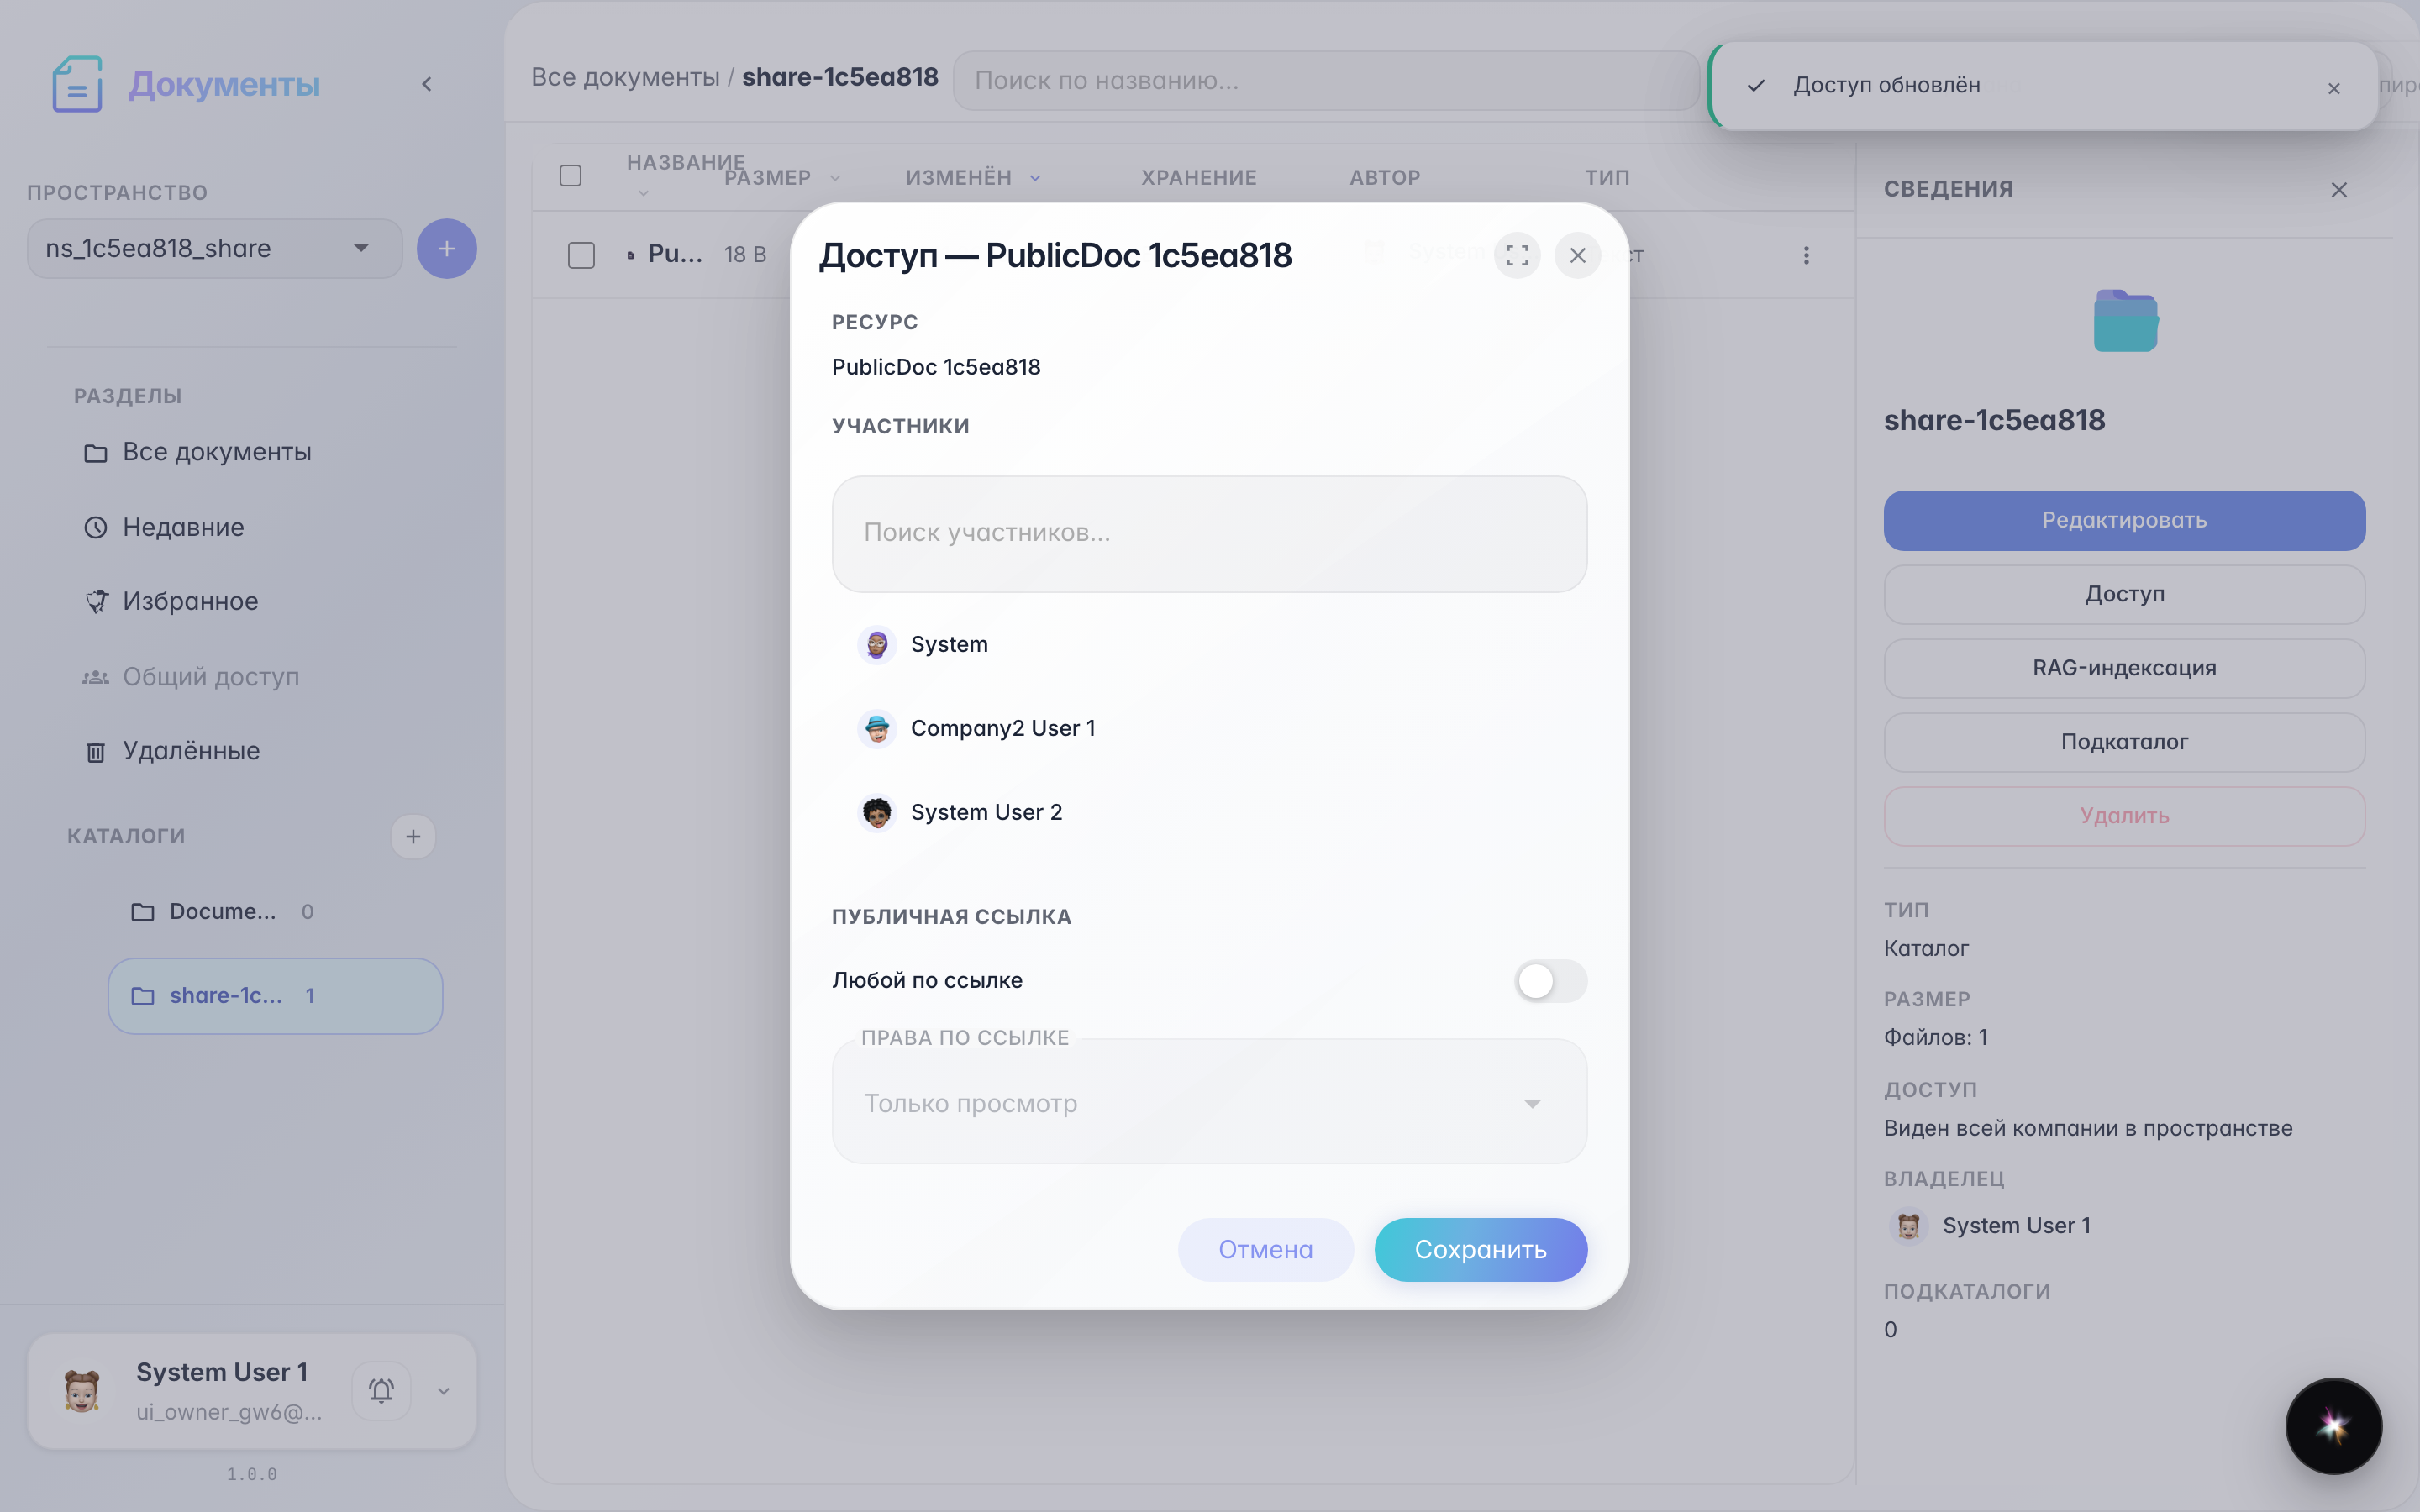 Документы
ПРОСТРАНСТВО
ns_1c5ea818_share
РАЗДЕЛЫ
Все документы
Недавние
Избранное
Общий доступ
Удалённые
КАТАЛОГИ
Docume... 0
share-1c... 1
System User 1
ui_owner_gw6@...
1.0.0
Все документы / share-1c5ea818
Поиск по названию...
Доступ обновлён
НАЗВАНИЕ
РАЗМЕР
ИЗМЕНЁН
ХРАНЕНИЕ
АВТОР
ТИП
Pu...
18 B
Доступ — PublicDoc 1c5ea818
РЕСУРС
PublicDoc 1c5ea818
УЧАСТНИКИ
Поиск участников...
System
Company2 User 1
System User 2
ПУБЛИЧНАЯ ССЫЛКА
Любой по ссылке
ПРАВА ПО ССЫЛКЕ
Только просмотр
Отмена
Сохранить
СВЕДЕНИЯ
share-1c5ea818
Редактировать
Доступ
RAG-индексация
Подкаталог
Удалить
ТИП
Каталог
РАЗМЕР
Файлов: 1
ДОСТУП
Виден всей компании в пространстве
ВЛАДЕЛЕЦ
System User 1
ПОДКАТАЛОГИ
0